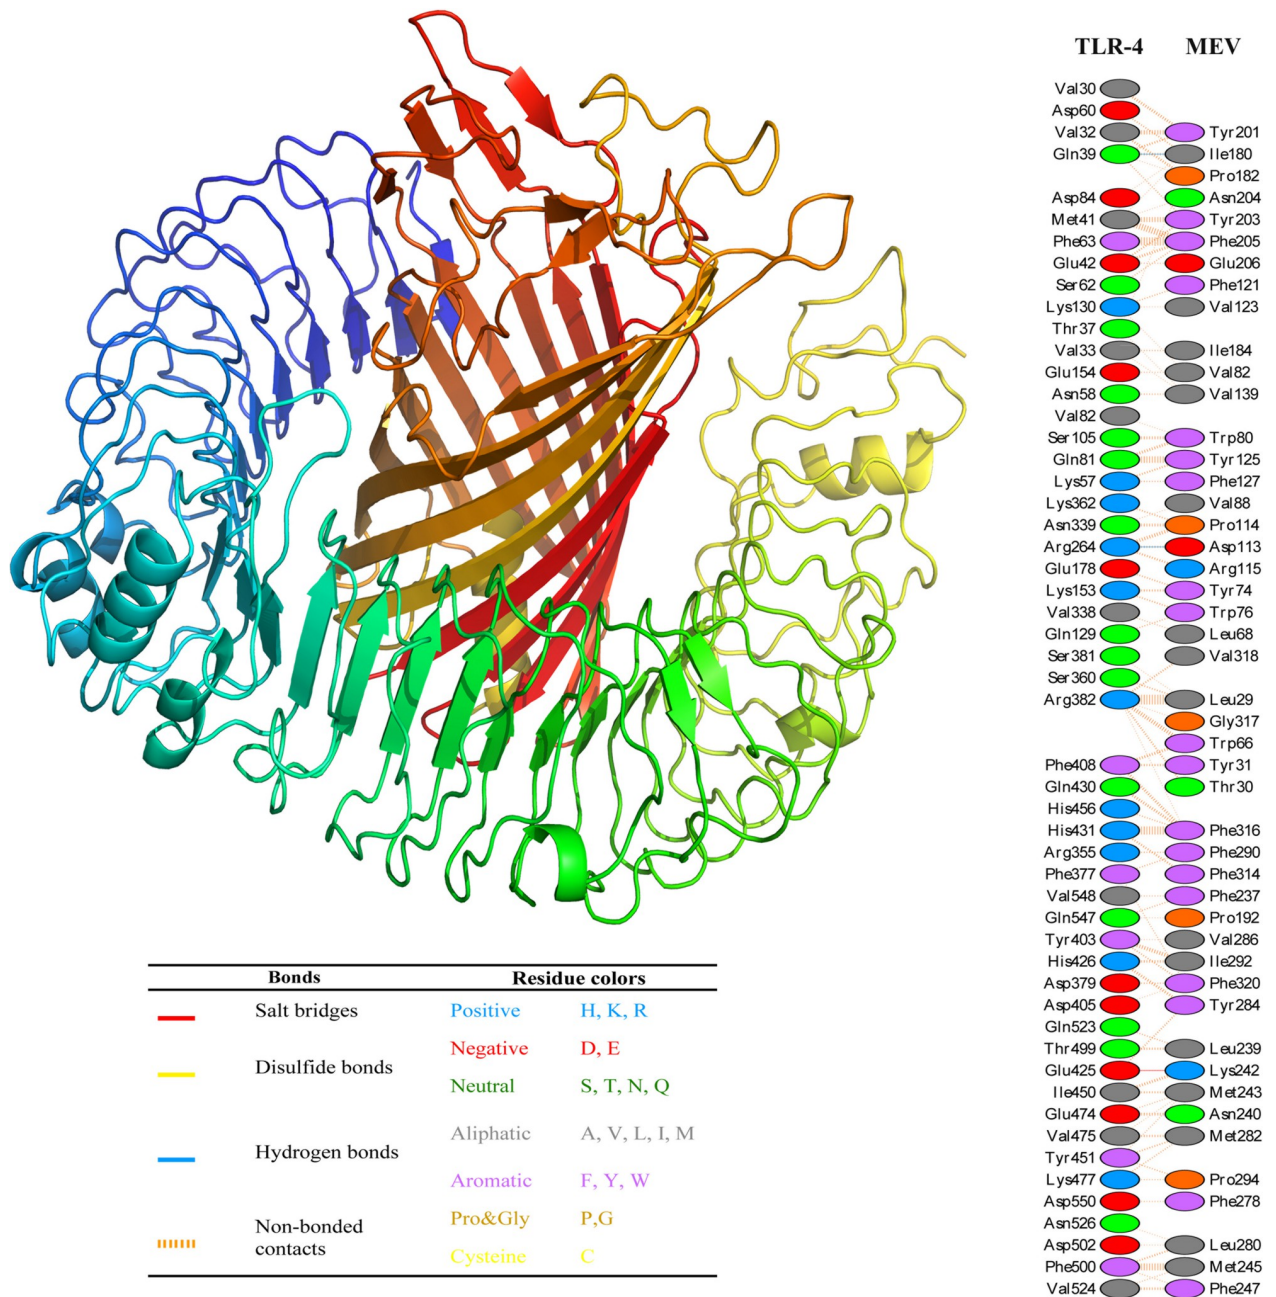 TLR-4 MEV
Val30
Asp60
Val32 Tyr201
Gln39 Ile180
Pro182
Asp84 Asn204
Met41 Tyr203
Phe63 Phe205
Glu42 Glu206
Ser62 Phe121
Lys130 Val123
Thr37
Val33 Ile184
Glu154 Val82
Asn58 Val139
Val82
Ser105 Trp80
Gln81 Tyr125
Lys57 Phe127
Lys362 Val88
Asn339 Pro114
Arg264 Asp113
Glu178 Arg115
Lys153 Tyr74
Val338 Trp76
Gln129 Leu68
Ser381 Val318
Ser360
Arg382 Leu29
Gly317
Trp66
Phe408 Tyr31
Gln430 Thr30
His456
His431 Phe316
Arg355 Phe290
Phe377 Phe314
Val548 Phe237
Gln547 Pro192
Tyr403 Val286
His426 Ile292
Asp379 Phe320
Asp405 Tyr284
Gln523
Thr499 Leu239
Glu425 Lys242
Ile450 Met243
Glu474 Asn240
Val475 Met282
Tyr451
Lys477 Pro294
Asp550 Phe278
Asn526
Asp502 Leu280
Phe500 Met245
Val524 Phe247
Bonds Residue colors
Salt bridges Positive H, K, R
Negative D, E
Disulfide bonds
Neutral S, T, N, Q
Aliphatic A, V, L, I, M
Hydrogen bonds
Aromatic F, Y, W
Pro&Gly P,G
Non-bonded
contacts
Cysteine C